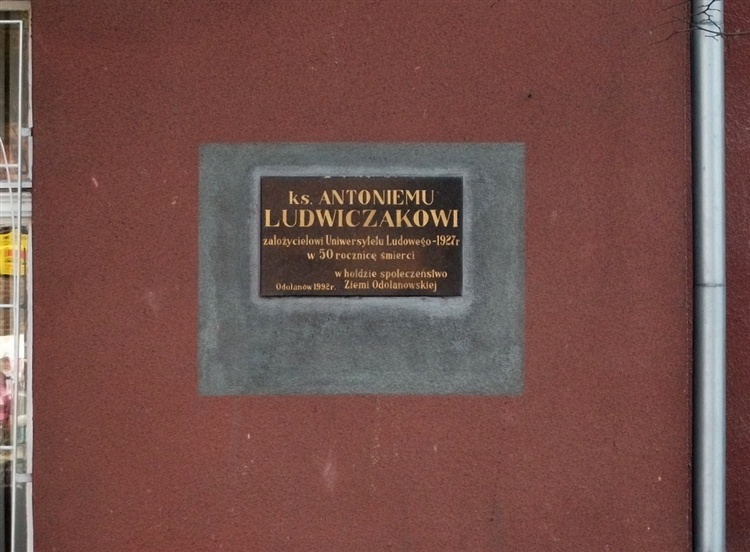 ks. ANTONIEMU
LUDWICZAKOWI
założycielowi Uniwersytetu Ludowego-1927r
w 50 rocznicę śmierci
w hołdzie społeczeństwo
Odolanów 1992r. Ziemi Odolanowskiej